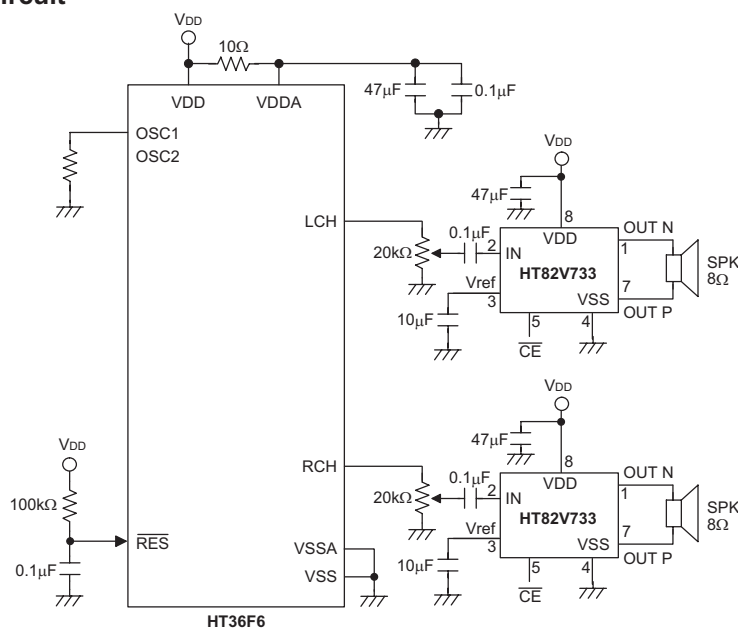 ircuit
VDD
10Ω
VDD
VDDA
47μF
0.1μF
OSC1
OSC2
VDD
47μF
8
LCH
0.1μF
2
IN
VDD
OUT N
1
20kΩ
HT82V733
SPK
8Ω
Vref
3
VSS
7
OUT P
10μF
5
4
CE
VDD
47μF
8
VDD
RCH
0.1μF
2
IN
VDD
OUT N
1
100kΩ
20kΩ
HT82V733
SPK
8Ω
RES
Vref
3
VSS
7
OUT P
VSSA
0.1μF
VSS
10μF
5
4
CE
HT36F6